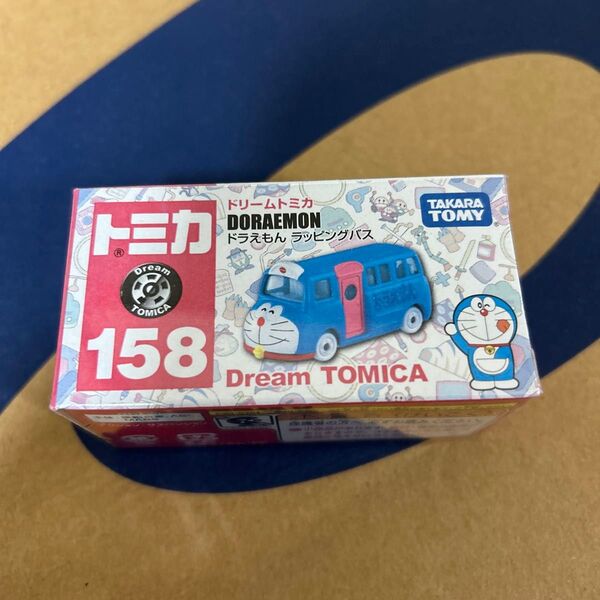 トミカ
®
Dream
TOMICA
158
ドリームトミカ
DORAEMON
ドラえもん ラッピングバス
TAKARA
TOMY
Dream TOMICA